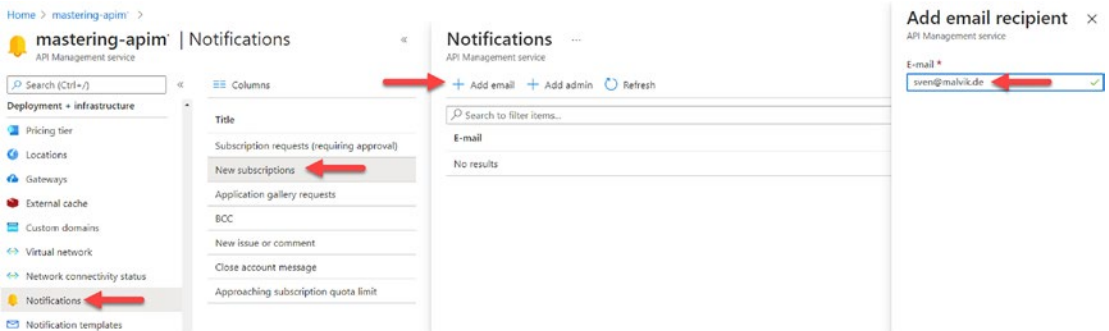 Home > mastering-apim' >
mastering-apim' | Notifications
API Management service
Search (Ctrl+/)
Deployment + infrastructure
Pricing tier
Locations
Gateways
External cache
Custom domains
Virtual network
Network connectivity status
Notifications
Notification templates
Columns
Title
Subscription requests (requiring approval)
New subscriptions
Application gallery requests
BCC
New issue or comment
Close account message
Approaching subscription quota limit
Notifications ...
API Management service
+ Add email + Add admin Refresh
Search to filter items...
E-mail
No results
Add email recipient
API Management service
E-mail *
sven@malvik.de